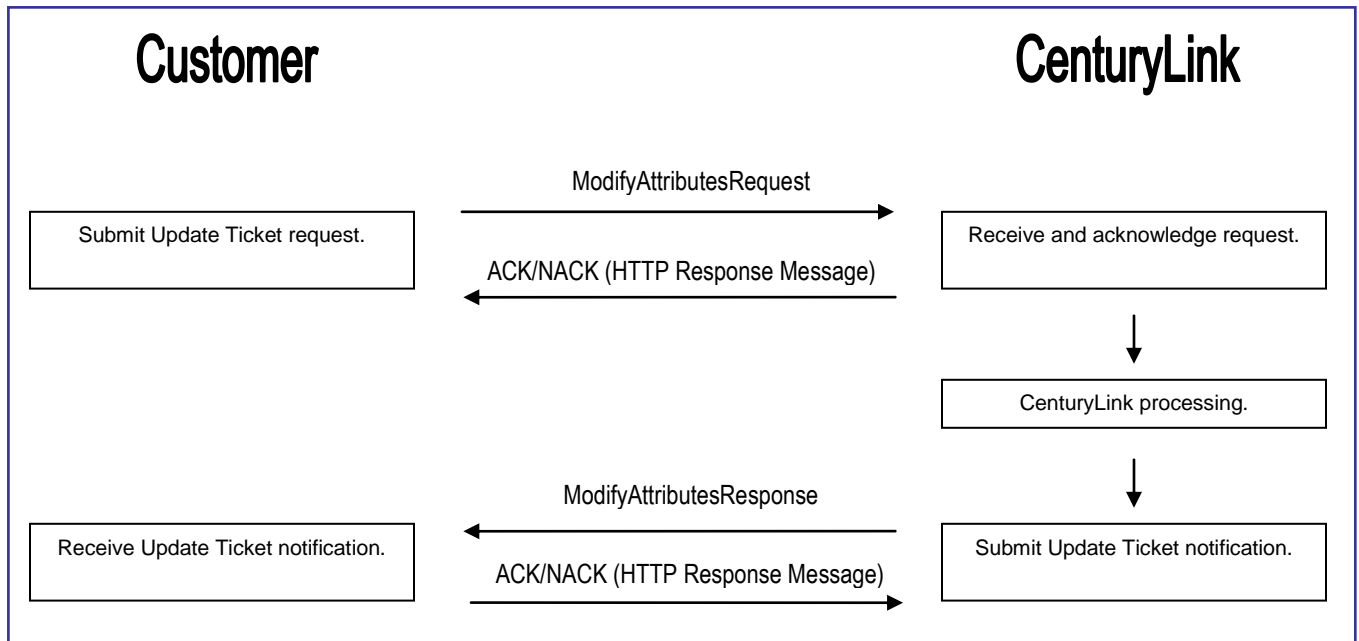 Customer
CenturyLink
ModifyAttributesRequest
Submit Update Ticket request.
Receive and acknowledge request.
ACK/NACK (HTTP Response Message)
CenturyLink processing.
ModifyAttributesResponse
Receive Update Ticket notification.
Submit Update Ticket notification.
ACK/NACK (HTTP Response Message)